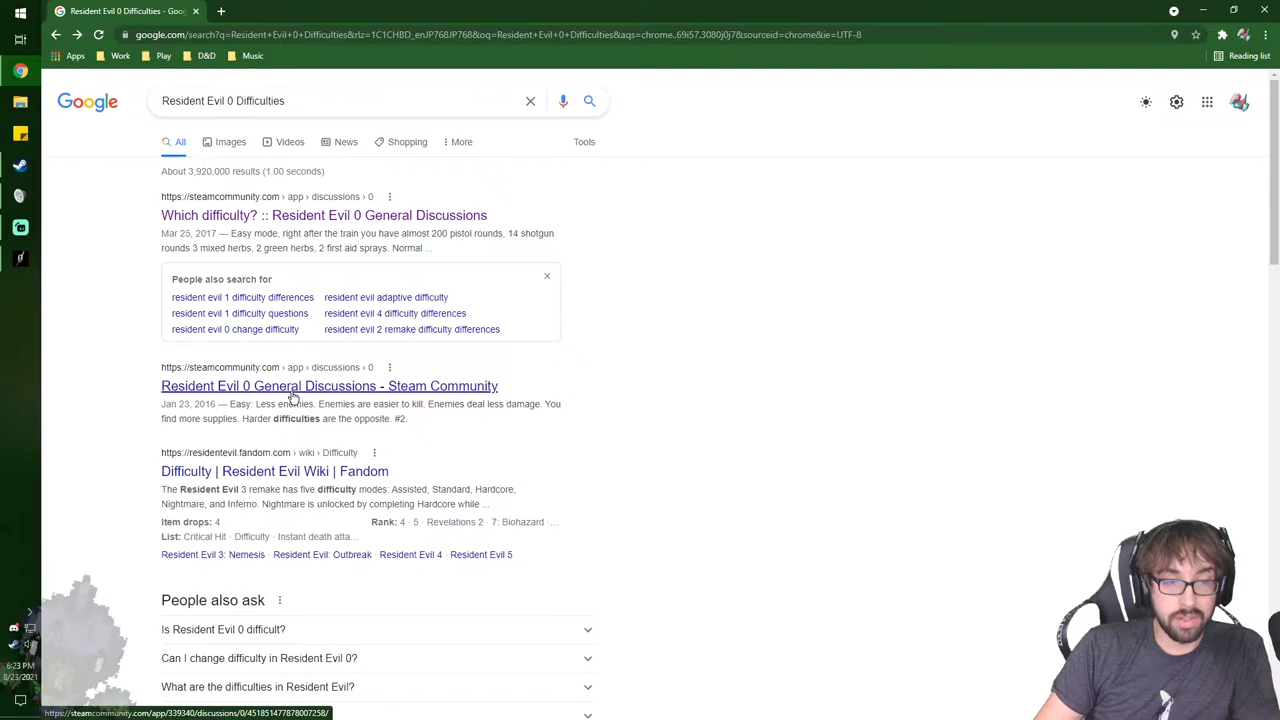 Resident Evil 0 Difficulties - Goo
google.com/search?q=Resident+Evil+0+Difficulties&rlz=1C1CHBD_enJP768JP768&oq=Resident+Evil+0+Difficulties&aqs=chrome..69i57.3080j0j7&sourceid=chrome&ie=UTF-8
Apps Work Play D&D Music Reading list
Google Resident Evil 0 Difficulties
All Images Videos News Shopping More Tools
About 3,920,000 results (1.00 seconds)
https://steamcommunity.com › app › discussions › 0
Which difficulty? :: Resident Evil 0 General Discussions
Mar 25, 2017 — Easy mode, right after the train you have almost 200 pistol rounds, 14 shotgun
rounds 3 mixed herbs, 2 green herbs, 2 first aid sprays. Normal ...
People also search for
resident evil 1 difficulty differences resident evil adaptive difficulty
resident evil 1 difficulty questions resident evil 4 difficulty differences
resident evil 0 change difficulty resident evil 2 remake difficulty differences
https://steamcommunity.com › app › discussions › 0
Resident Evil 0 General Discussions - Steam Community
Jan 23, 2016 — Easy: Less enemies. Enemies are easier to kill. Enemies deal less damage. You
find more supplies. Harder difficulties are the opposite. #2.
https://residentevil.fandom.com › wiki › Difficulty
Difficulty | Resident Evil Wiki | Fandom
The Resident Evil 3 remake has five difficulty modes: Assisted, Standard, Hardcore,
Nightmare, and Inferno. Nightmare is unlocked by completing Hardcore while ...
Item drops: 4 Rank: 4 · 5 · Revelations 2 · 7: Biohazard · ...
List: Critical Hit · Difficulty · Instant death atta...
Resident Evil 3: Nemesis · Resident Evil: Outbreak · Resident Evil 4 · Resident Evil 5
People also ask
Is Resident Evil 0 difficult?
Can I change difficulty in Resident Evil 0?
6:23 PM
8/23/2021
What are the difficulties in Resident Evil?
https://steamcommunity.com/app/339340/discussions/0/451851477878007258/